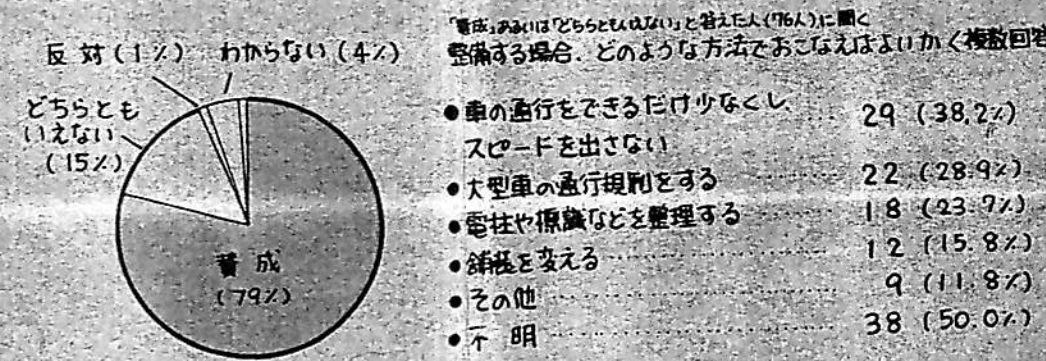 反対(1%) わからない(4%)
どちらとも
いえない
(15%)
賛成
(79%)
「賛成」あるいは「どちらともいえない」と答えた人(76人)に聞く
整備する場合、どのような方法でおこなえばよいか<複数回答
●車の通行をできるだけ少なくし、 29 (38.2%)
スピードを出さない
●大型車の通行規制をする 22 (28.9%)
●電柱や標識などを整理する 18 (23.7%)
●舗装を変える 12 (15.8%)
●その他 9 (11.8%)
●不明 38 (50.0%)